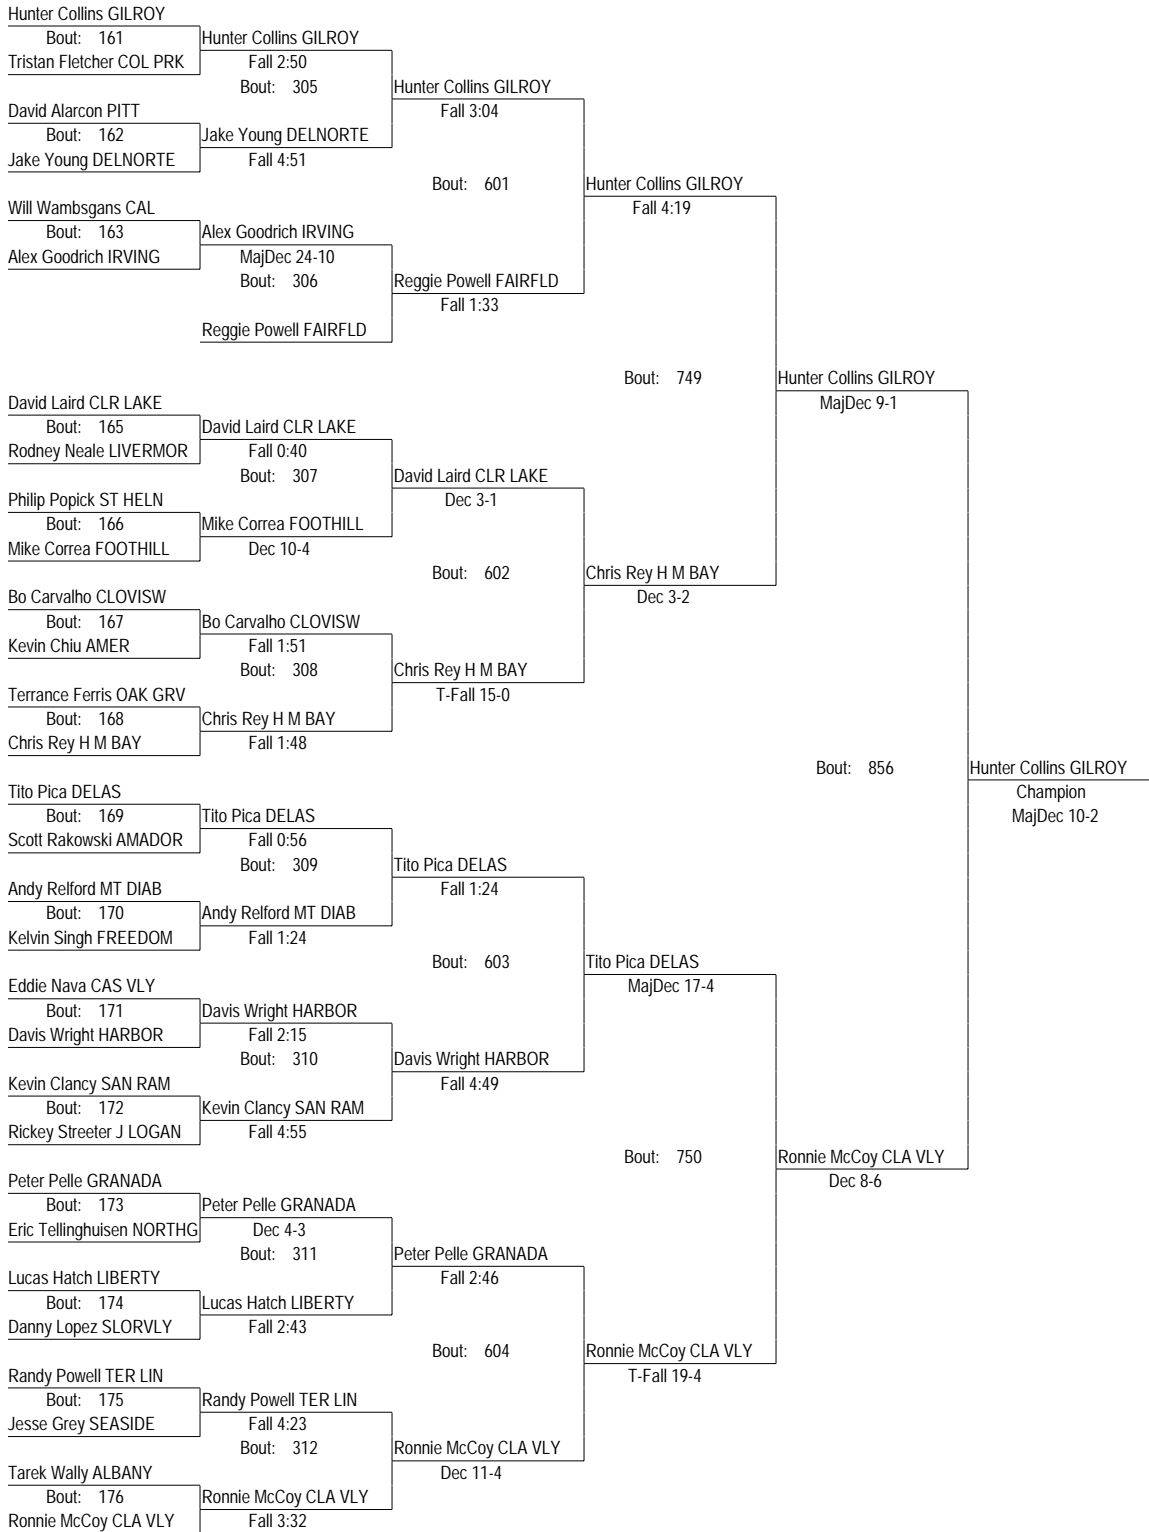 Hunter Collins GILROY
Bout: 161
Hunter Collins GILROY
Tristan Fletcher COL PRK
Fall 2:50
Bout: 305
Hunter Collins GILROY
David Alarcon PITT
Fall 3:04
Bout: 162
Jake Young DELNORTE
Jake Young DELNORTE
Fall 4:51
Bout: 601
Hunter Collins GILROY
Will Wambsgans CAL
Fall 4:19
Bout: 163
Alex Goodrich IRVING
Alex Goodrich IRVING
MajDec 24-10
Bout: 306
Reggie Powell FAIRFLD
Fall 1:33
Reggie Powell FAIRFLD
Bout: 749
Hunter Collins GILROY
David Laird CLR LAKE
MajDec 9-1
Bout: 165
David Laird CLR LAKE
Rodney Neale LIVERMOR
Fall 0:40
Bout: 307
David Laird CLR LAKE
Philip Popick ST HELN
Dec 3-1
Bout: 166
Mike Correa FOOTHILL
Mike Correa FOOTHILL
Dec 10-4
Bout: 602
Chris Rey H M BAY
Bo Carvalho CLOVISW
Dec 3-2
Bout: 167
Bo Carvalho CLOVISW
Kevin Chiu AMER
Fall 1:51
Bout: 308
Chris Rey H M BAY
Terrance Ferris OAK GRV
T-Fall 15-0
Bout: 168
Chris Rey H M BAY
Chris Rey H M BAY
Fall 1:48
Bout: 856
Hunter Collins GILROY
Tito Pica DELAS
Champion
Bout: 169
Tito Pica DELAS
MajDec 10-2
Scott Rakowski AMADOR
Fall 0:56
Bout: 309
Tito Pica DELAS
Andy Relford MT DIAB
Fall 1:24
Bout: 170
Andy Relford MT DIAB
Kelvin Singh FREEDOM
Fall 1:24
Bout: 603
Tito Pica DELAS
Eddie Nava CAS VLY
MajDec 17-4
Bout: 171
Davis Wright HARBOR
Davis Wright HARBOR
Fall 2:15
Bout: 310
Davis Wright HARBOR
Kevin Clancy SAN RAM
Fall 4:49
Bout: 172
Kevin Clancy SAN RAM
Rickey Streeter J LOGAN
Fall 4:55
Bout: 750
Ronnie McCoy CLA VLY
Peter Pelle GRANADA
Dec 8-6
Bout: 173
Peter Pelle GRANADA
Eric Tellinghuisen NORTHG
Dec 4-3
Bout: 311
Peter Pelle GRANADA
Lucas Hatch LIBERTY
Fall 2:46
Bout: 174
Lucas Hatch LIBERTY
Danny Lopez SLORVLY
Fall 2:43
Bout: 604
Ronnie McCoy CLA VLY
Randy Powell TER LIN
T-Fall 19-4
Bout: 175
Randy Powell TER LIN
Jesse Grey SEASIDE
Fall 4:23
Bout: 312
Ronnie McCoy CLA VLY
Tarek Wally ALBANY
Dec 11-4
Bout: 176
Ronnie McCoy CLA VLY
Ronnie McCoy CLA VLY
Fall 3:32